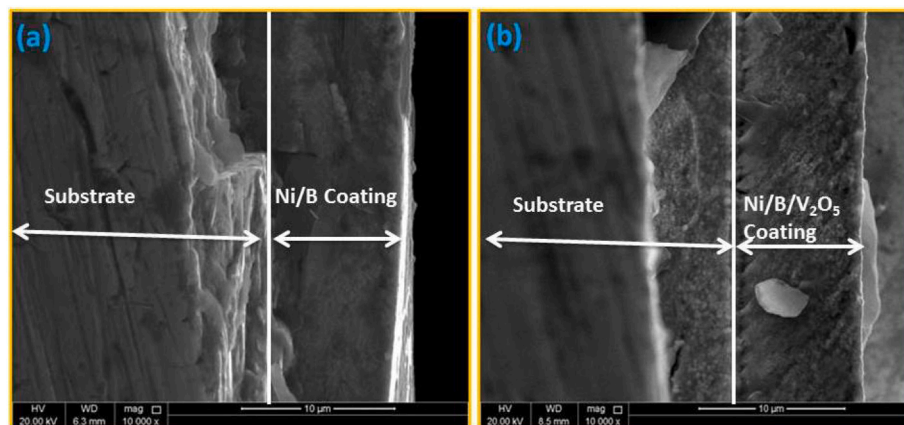 (a)
Substrate
Ni/B Coating
HV
WD
mag □
20.00 kV
6.3 mm
10 000 x
10 µm
(b)
Substrate
Ni/B/V₂O₅
Coating
HV
WD
mag □
20.00 kV
8.5 mm
10 000 x
10 µm